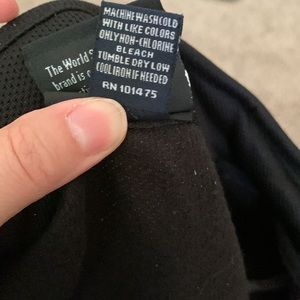 MACHINE WASH COLD
WITH LIKE COLORS
ONLY NON-CHLORINE
BLEACH
TUMBLE DRY LOW
COOL IRON IF NEEDED
RN 101475
The World
brand is